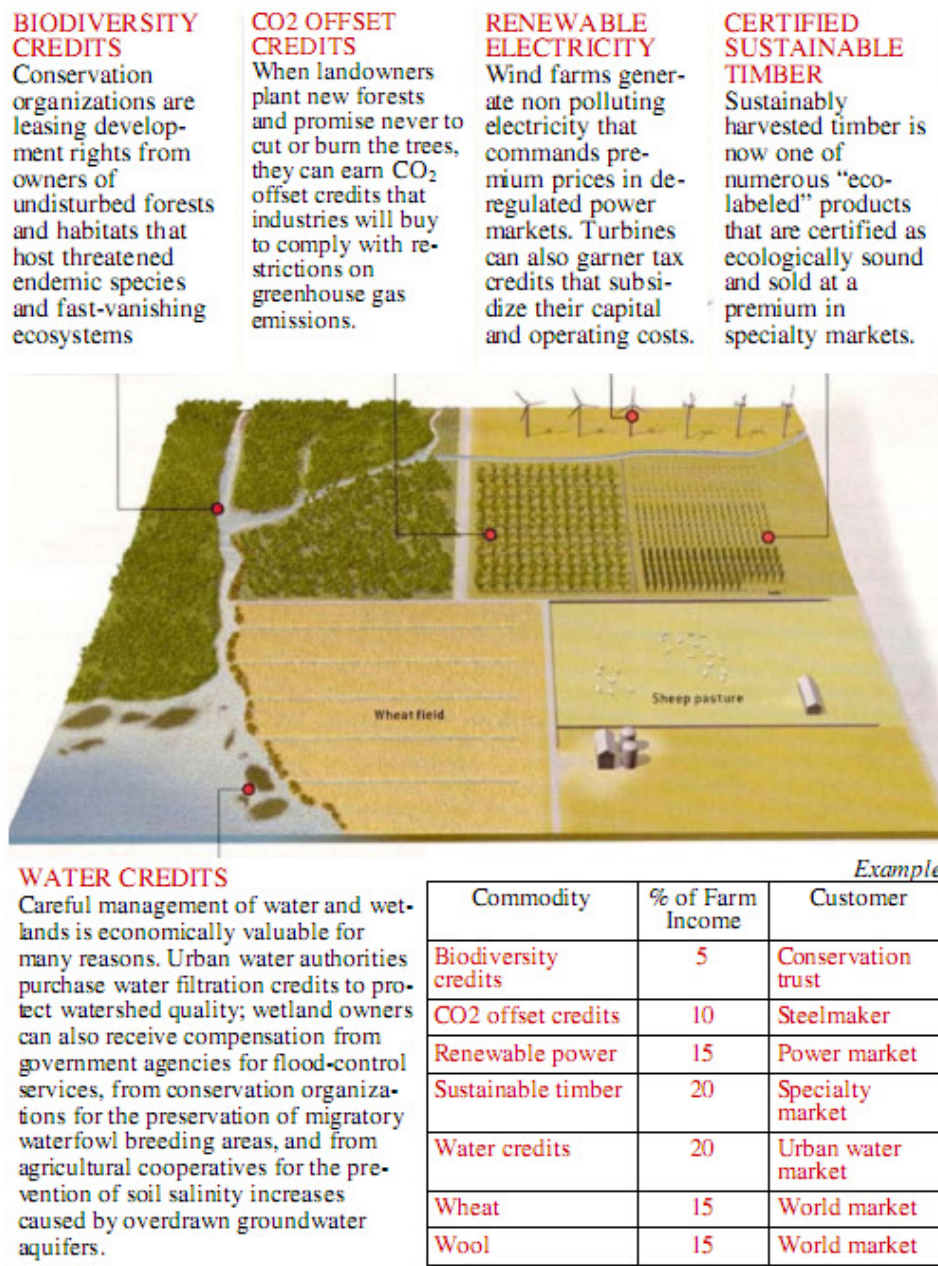 BIODIVERSITY
CREDITS
Conservation
organizations are
leasing develop-
ment rights from
owners of
undisturbed forests
and habitats that
host threatened
endemic species
and fast-vanishing
ecosystems
CO2 OFFSET
CREDITS
When landowners
plant new forests
and promise never to
cut or burn the trees,
they can earn CO₂
offset credits that
industries will buy
to comply with re-
strictions on
greenhouse gas
emissions.
RENEWABLE
ELECTRICITY
Wind farms gener-
ate non polluting
electricity that
commands pre-
mium prices in de-
regulated power
markets. Turbines
can also garner tax
credits that subsi-
dize their capital
and operating costs.
CERTIFIED
SUSTAINABLE
TIMBER
Sustainably
harvested timber is
now one of
numerous “eco-
labeled” products
that are certified as
ecologically sound
and sold at a
premium in
specialty markets.
Wheat field
Sheep pasture
WATER CREDITS
Careful management of water and wet-
lands is economically valuable for
many reasons. Urban water authorities
purchase water filtration credits to pro-
tect watershed quality; wetland owners
can also receive compensation from
government agencies for flood-control
services, from conservation organiza-
tions for the preservation of migratory
waterfowl breeding areas, and from
agricultural cooperatives for the pre-
vention of soil salinity increases
caused by overdrawn groundwater
aquifers.
Example
Commodity % of Farm Income Customer
Biodiversity credits 5 Conservation trust
CO2 offset credits 10 Steelmaker
Renewable power 15 Power market
Sustainable timber 20 Specialty market
Water credits 20 Urban water market
Wheat 15 World market
Wool 15 World market